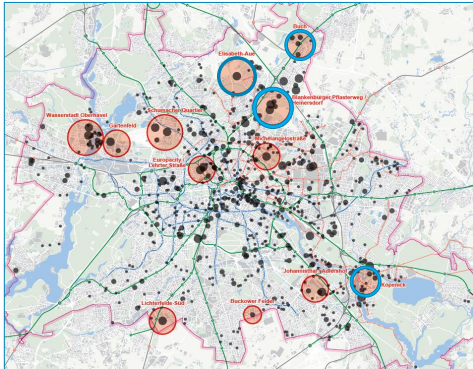 Buch
Elisabeth-Aue
Blankenburger Pflasterweg
Heinersdorf
Schumacher Quartier
Wasserstadt Oberhavel
Gartenfeld
Michelangelostraße
Europacity
Lehrter Straße
Johannisthal/Adlershof
Köpenick
Lichterfelde-Süd
Buckower Felder